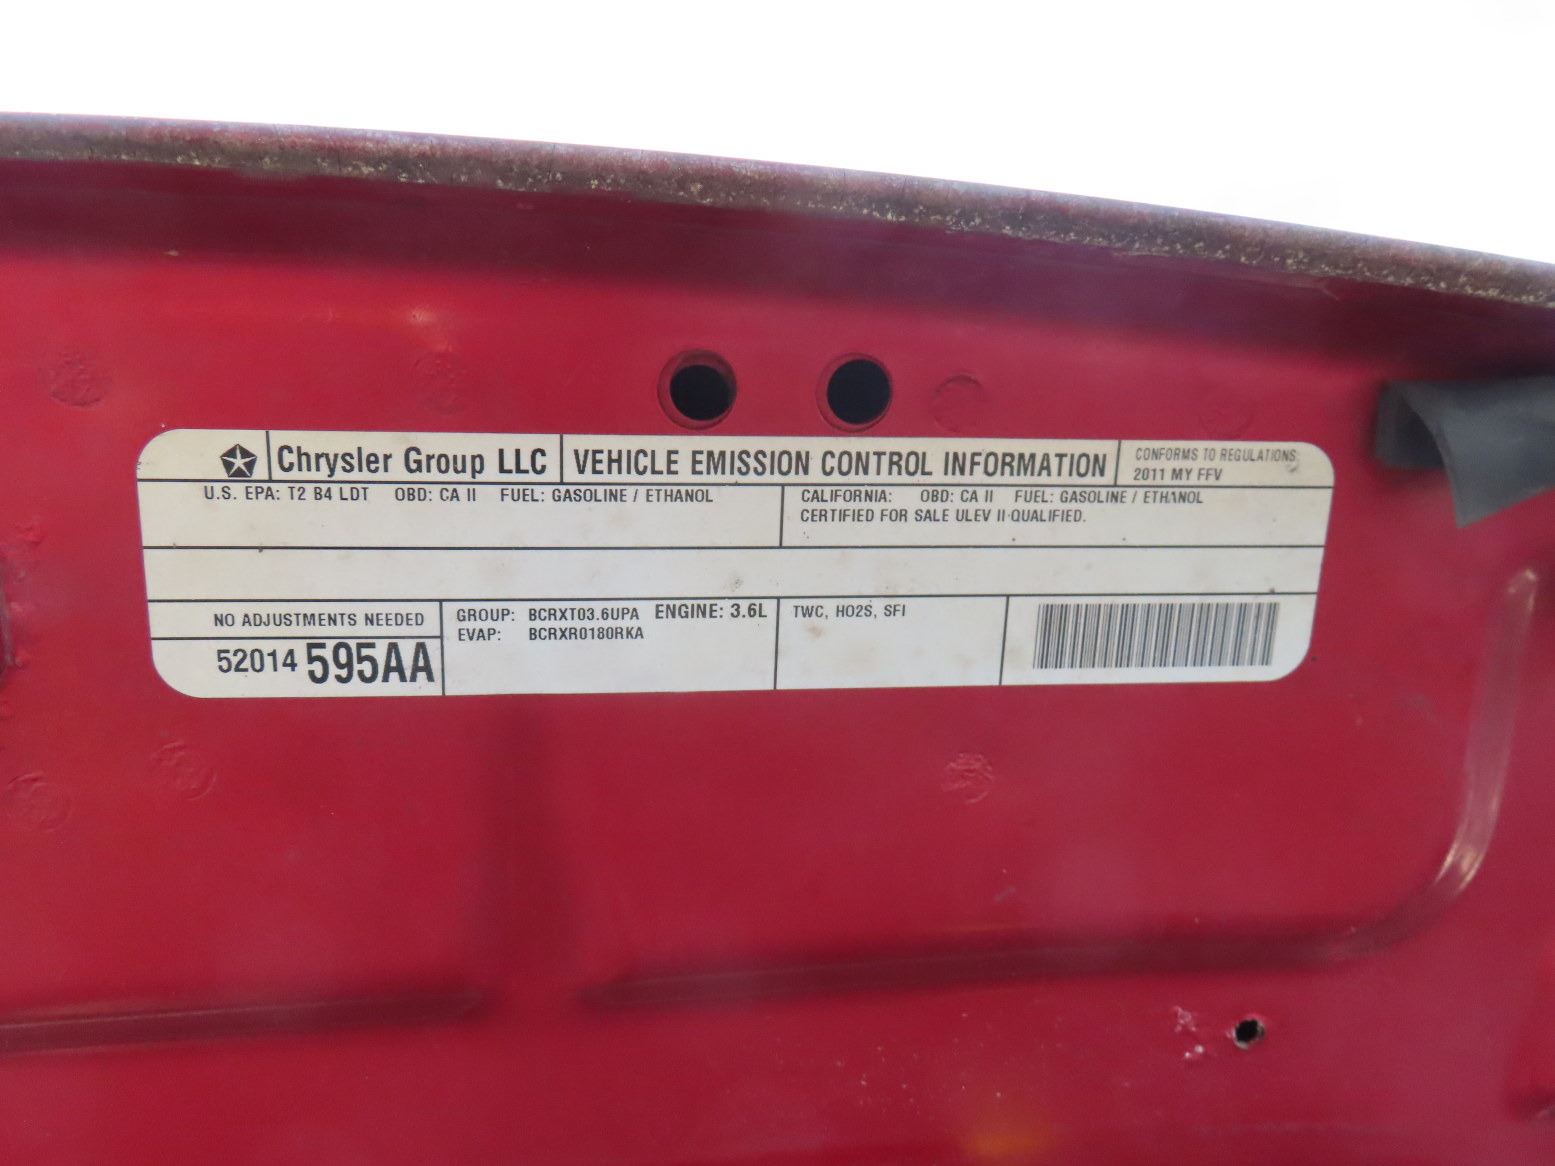 Chrysler Group LLC
VEHICLE EMISSION CONTROL INFORMATION
CONFORMS TO REGULATIONS:
2011 MY FFV
U.S. EPA: T2 B4 LDT OBD: CA II FUEL: GASOLINE / ETHANOL
CALIFORNIA: OBD: CA II FUEL: GASOLINE / ETHANOL
CERTIFIED FOR SALE ULEV II QUALIFIED.
NO ADJUSTMENTS NEEDED
52014 595AA
GROUP: BCRXT03.6UPA ENGINE: 3.6L
EVAP: BCRXR0180RKA
TWC, HO2S, SFI